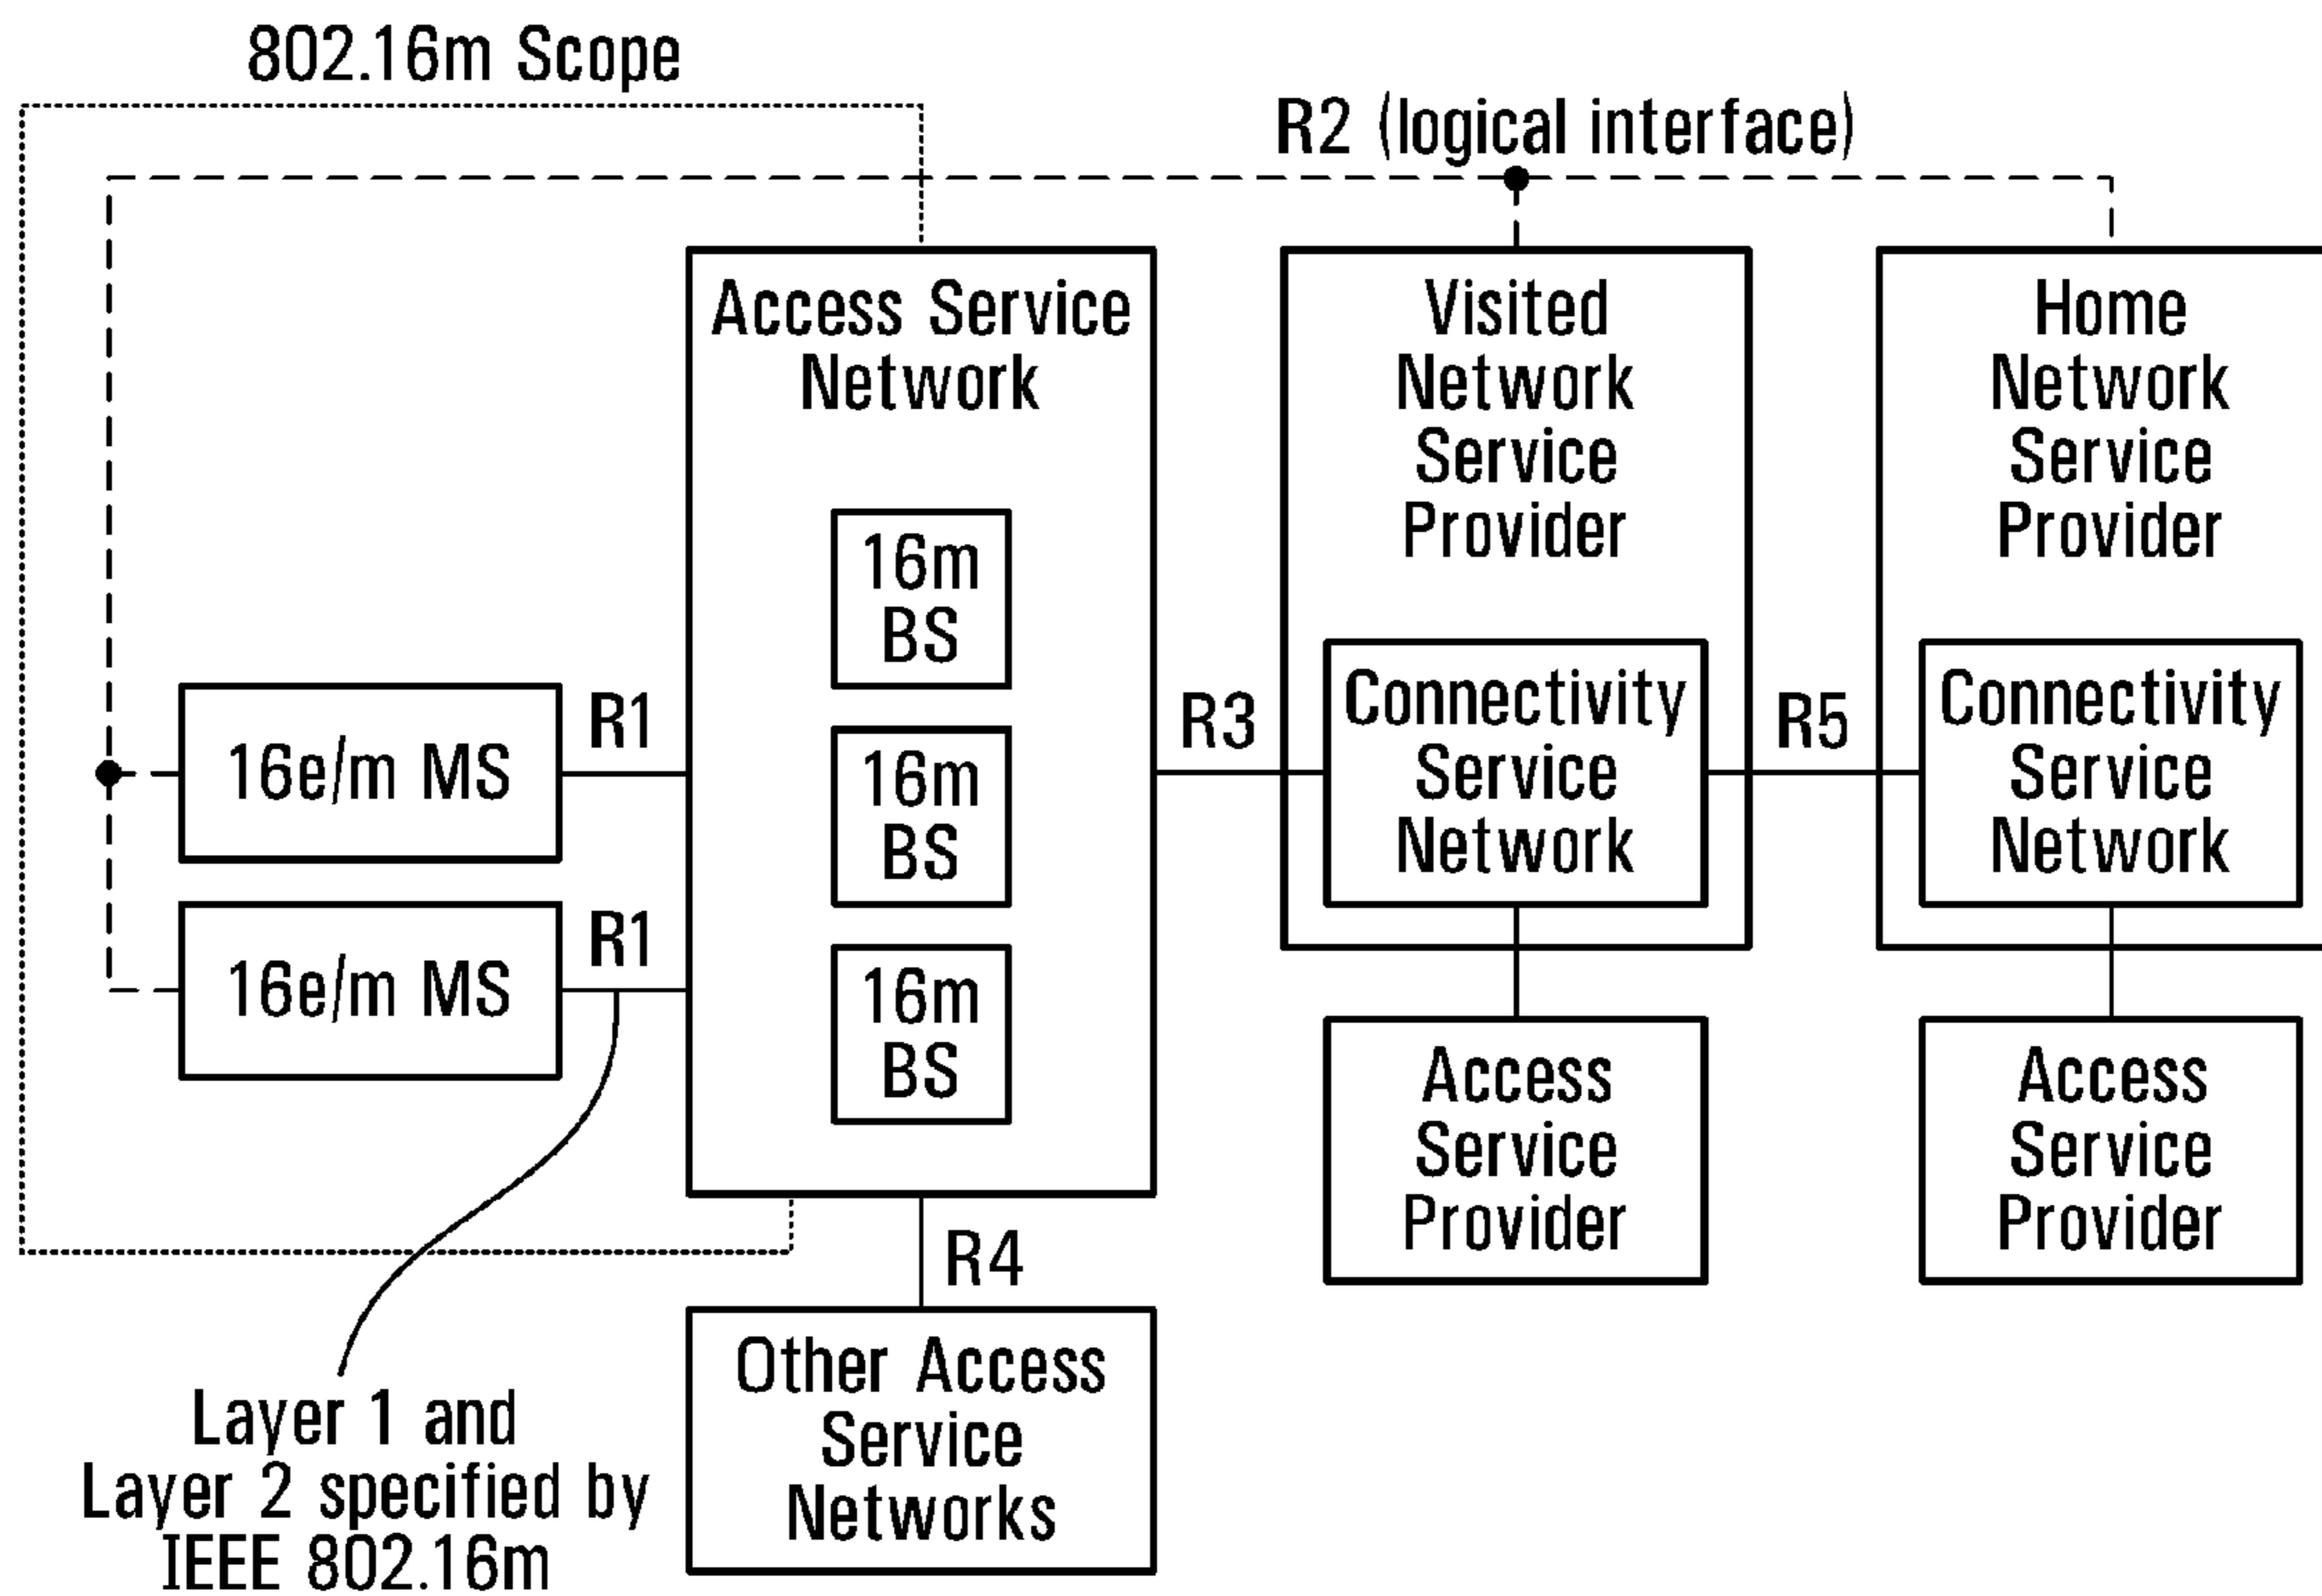 802.16m Scope
R2 (logical interface)
Access Service
Network
16m
BS
16m
BS
16m
BS
Visited
Network
Service
Provider
Home
Network
Service
Provider
16e/m MS
R1
16e/m MS
R1
R3
Connectivity
Service
Network
R5
Connectivity
Service
Network
Access
Service
Provider
Access
Service
Provider
R4
Other Access
Service
Networks
Layer 1 and
Layer 2 specified by
IEEE 802.16m